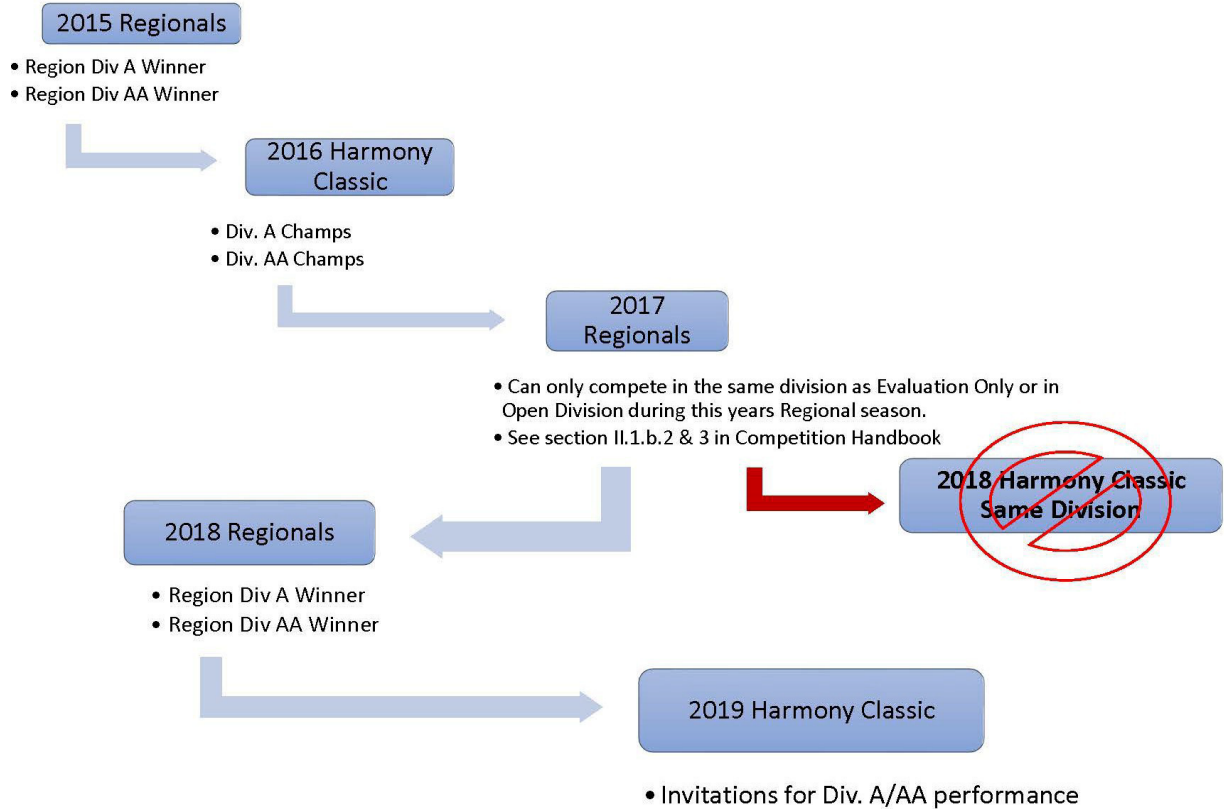 2015 Regionals
• Region Div A Winner
• Region Div AA Winner
2016 Harmony
Classic
• Div. A Champs
• Div. AA Champs
2017
Regionals
• Can only compete in the same division as Evaluation Only or in
Open Division during this years Regional season.
• See section II.1.b.2 & 3 in Competition Handbook
2018 Harmony Classic
Same Division
2018 Regionals
• Region Div A Winner
• Region Div AA Winner
2019 Harmony Classic
• Invitations for Div. A/AA performance